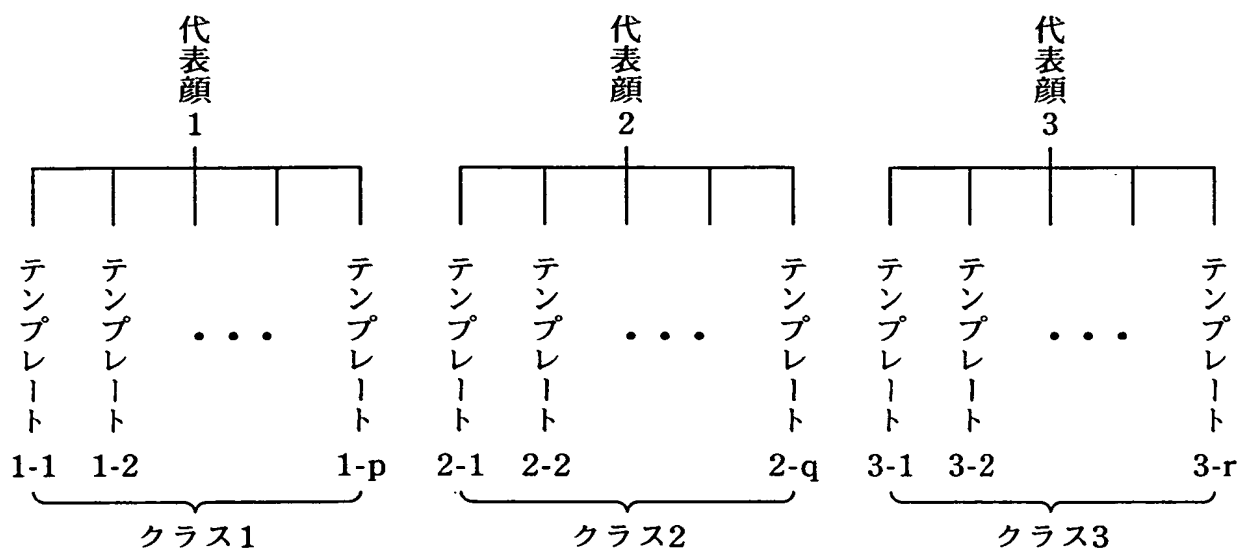 代表顔1
代表顔2
代表顔3
テンプレート1-1
テンプレート1-2
・・・
テンプレート1-p
テンプレート2-1
テンプレート2-2
・・・
テンプレート2-q
テンプレート3-1
テンプレート3-2
・・・
テンプレート3-r
クラス1
クラス2
クラス3